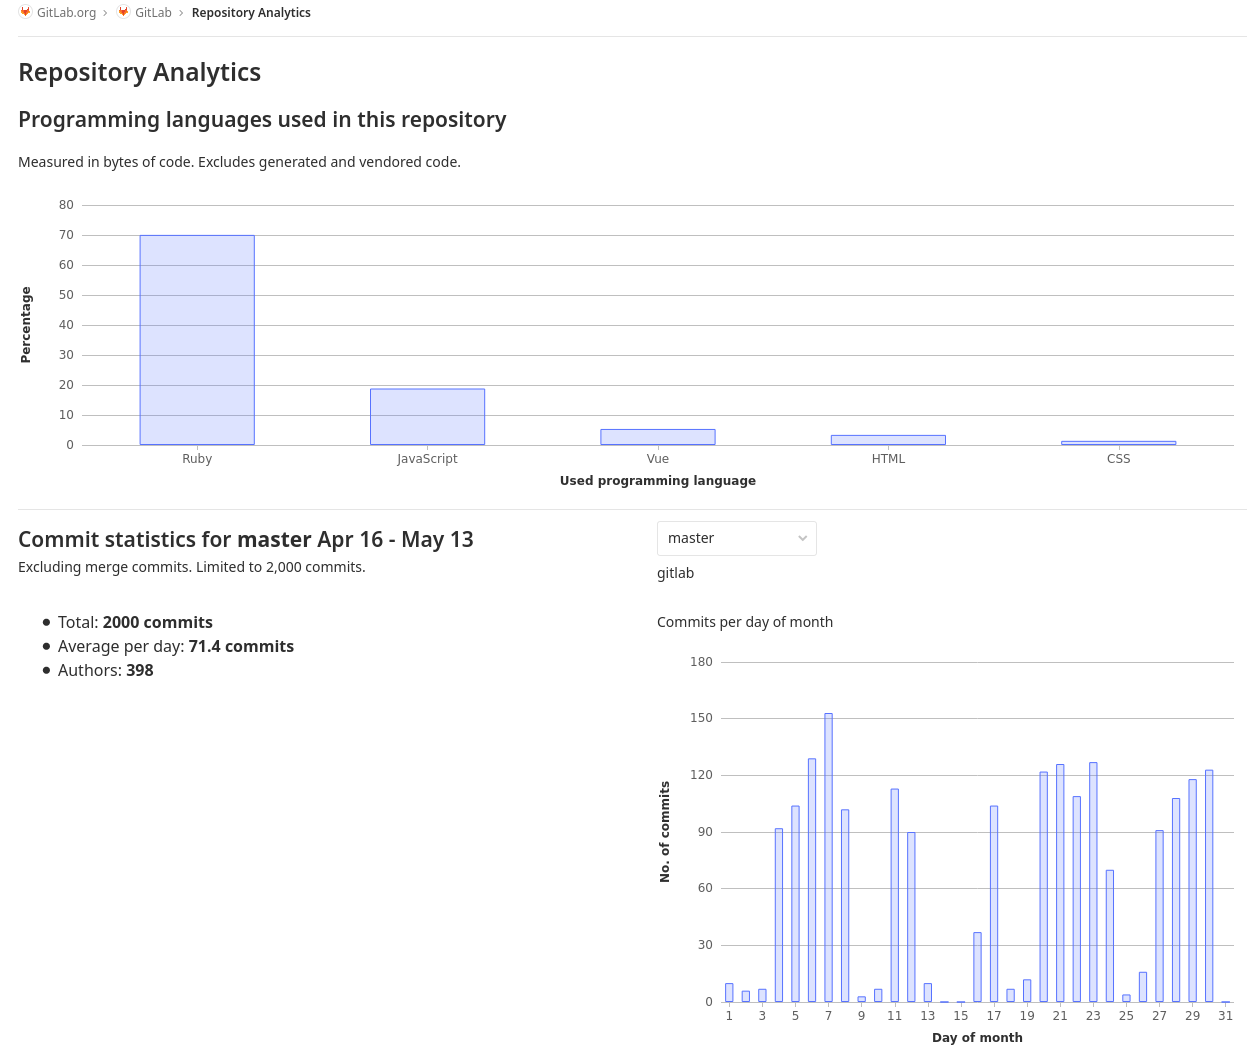 GitLab.org › GitLab › Repository Analytics
Repository Analytics
Programming languages used in this repository
Measured in bytes of code. Excludes generated and vendored code.
80
70
60
50
40
30
20
10
0
Percentage
Ruby JavaScript Vue HTML CSS
Used programming language
Commit statistics for master Apr 16 - May 13
Excluding merge commits. Limited to 2,000 commits.
Total: 2000 commits
Average per day: 71.4 commits
Authors: 398
master
gitlab
Commits per day of month
180
150
120
90
60
30
0
No. of commits
1 3 5 7 9 11 13 15 17 19 21 23 25 27 29 31
Day of month